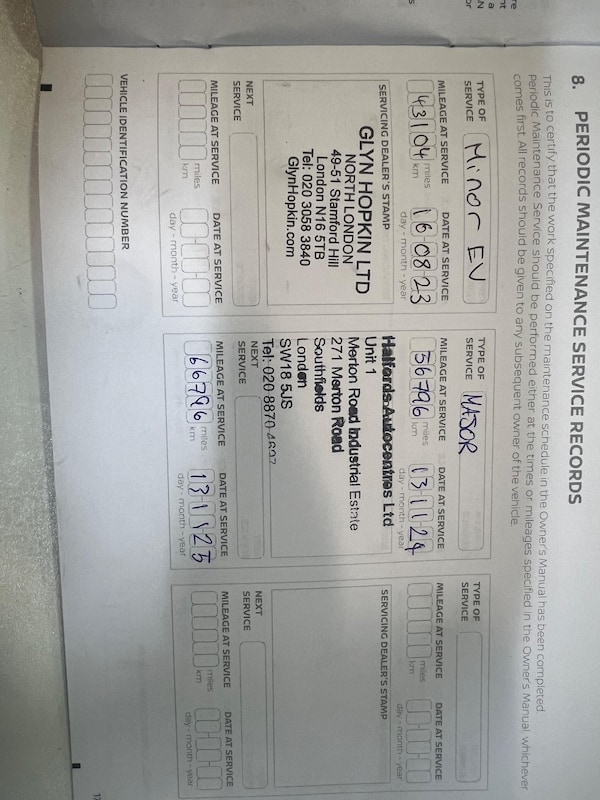 8. PERIODIC MAINTENANCE SERVICE RECORDS
This is to certify that the work specified on the maintenance schedule in the Owner's Manual has been completed.
Periodic Maintenance Service should be performed either at the times or mileages specified in the Owner's Manual, whichever
comes first. All records should be given to any subsequent owner of the vehicle.
TYPE OF SERVICE Minor EV
MILEAGE AT SERVICE DATE AT SERVICE
43104 miles km 16 08 23
day - month - year
SERVICING DEALER'S STAMP
GLYN HOPKIN LTD
NORTH LONDON
49-51 Stamford Hill
London N16 5TB
Tel: 020 3058 3840
GlynHopkin.com
NEXT SERVICE
MILEAGE AT SERVICE DATE AT SERVICE
miles km
day - month - year
TYPE OF SERVICE MAJOR
MILEAGE AT SERVICE DATE AT SERVICE
56796 miles km 13 11 24
day - month - year
Halfords Autocentres Ltd
Unit 1
Merton Road Industrial Estate
271 Merton Road
Southfields
London
SW18 5JS
Tel: 020 8870
NEXT SERVICE
MILEAGE AT SERVICE DATE AT SERVICE
66796 miles km 13 11 25
day - month - year
TYPE OF SERVICE
MILEAGE AT SERVICE DATE AT SERVICE
miles km
day - month - year
SERVICING DEALER'S STAMP
NEXT SERVICE
MILEAGE AT SERVICE DATE AT SERVICE
miles km
day - month - year
VEHICLE IDENTIFICATION NUMBER